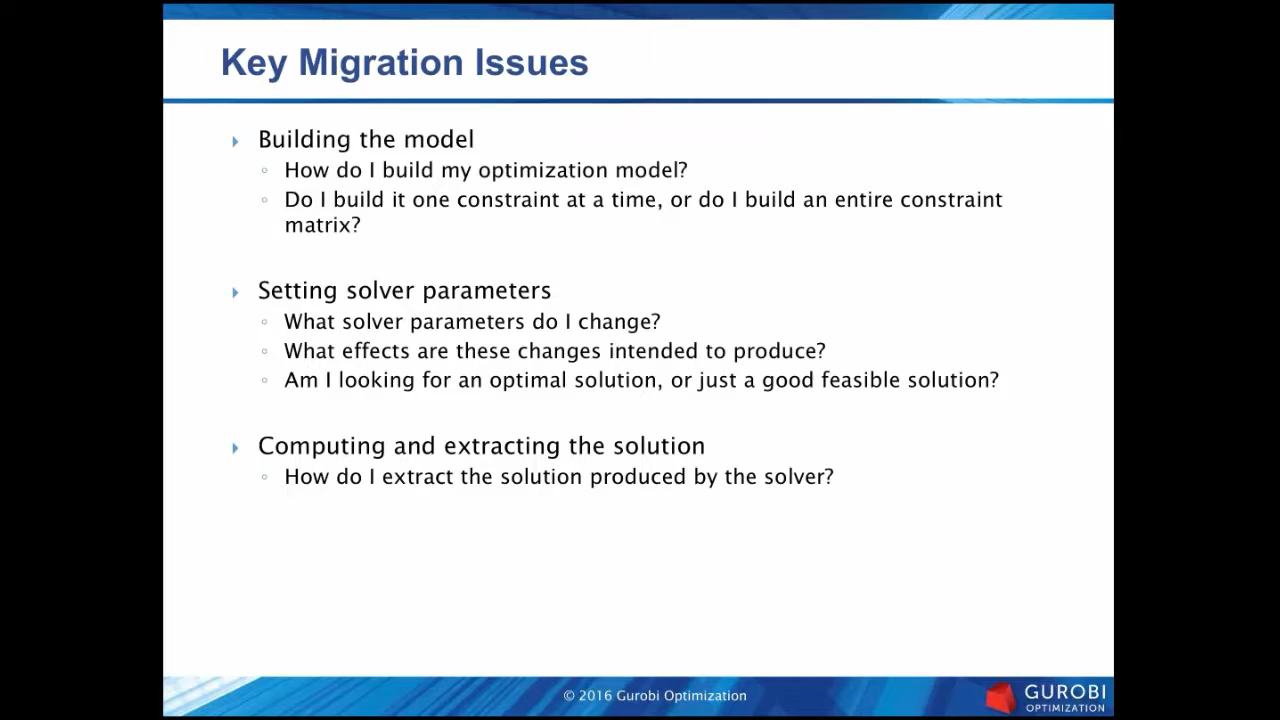 Key Migration Issues
Building the model
How do I build my optimization model?
Do I build it one constraint at a time, or do I build an entire constraint
matrix?
Setting solver parameters
What solver parameters do I change?
What effects are these changes intended to produce?
Am I looking for an optimal solution, or just a good feasible solution?
Computing and extracting the solution
How do I extract the solution produced by the solver?
© 2016 Gurobi Optimization
GUROBI
OPTIMIZATION